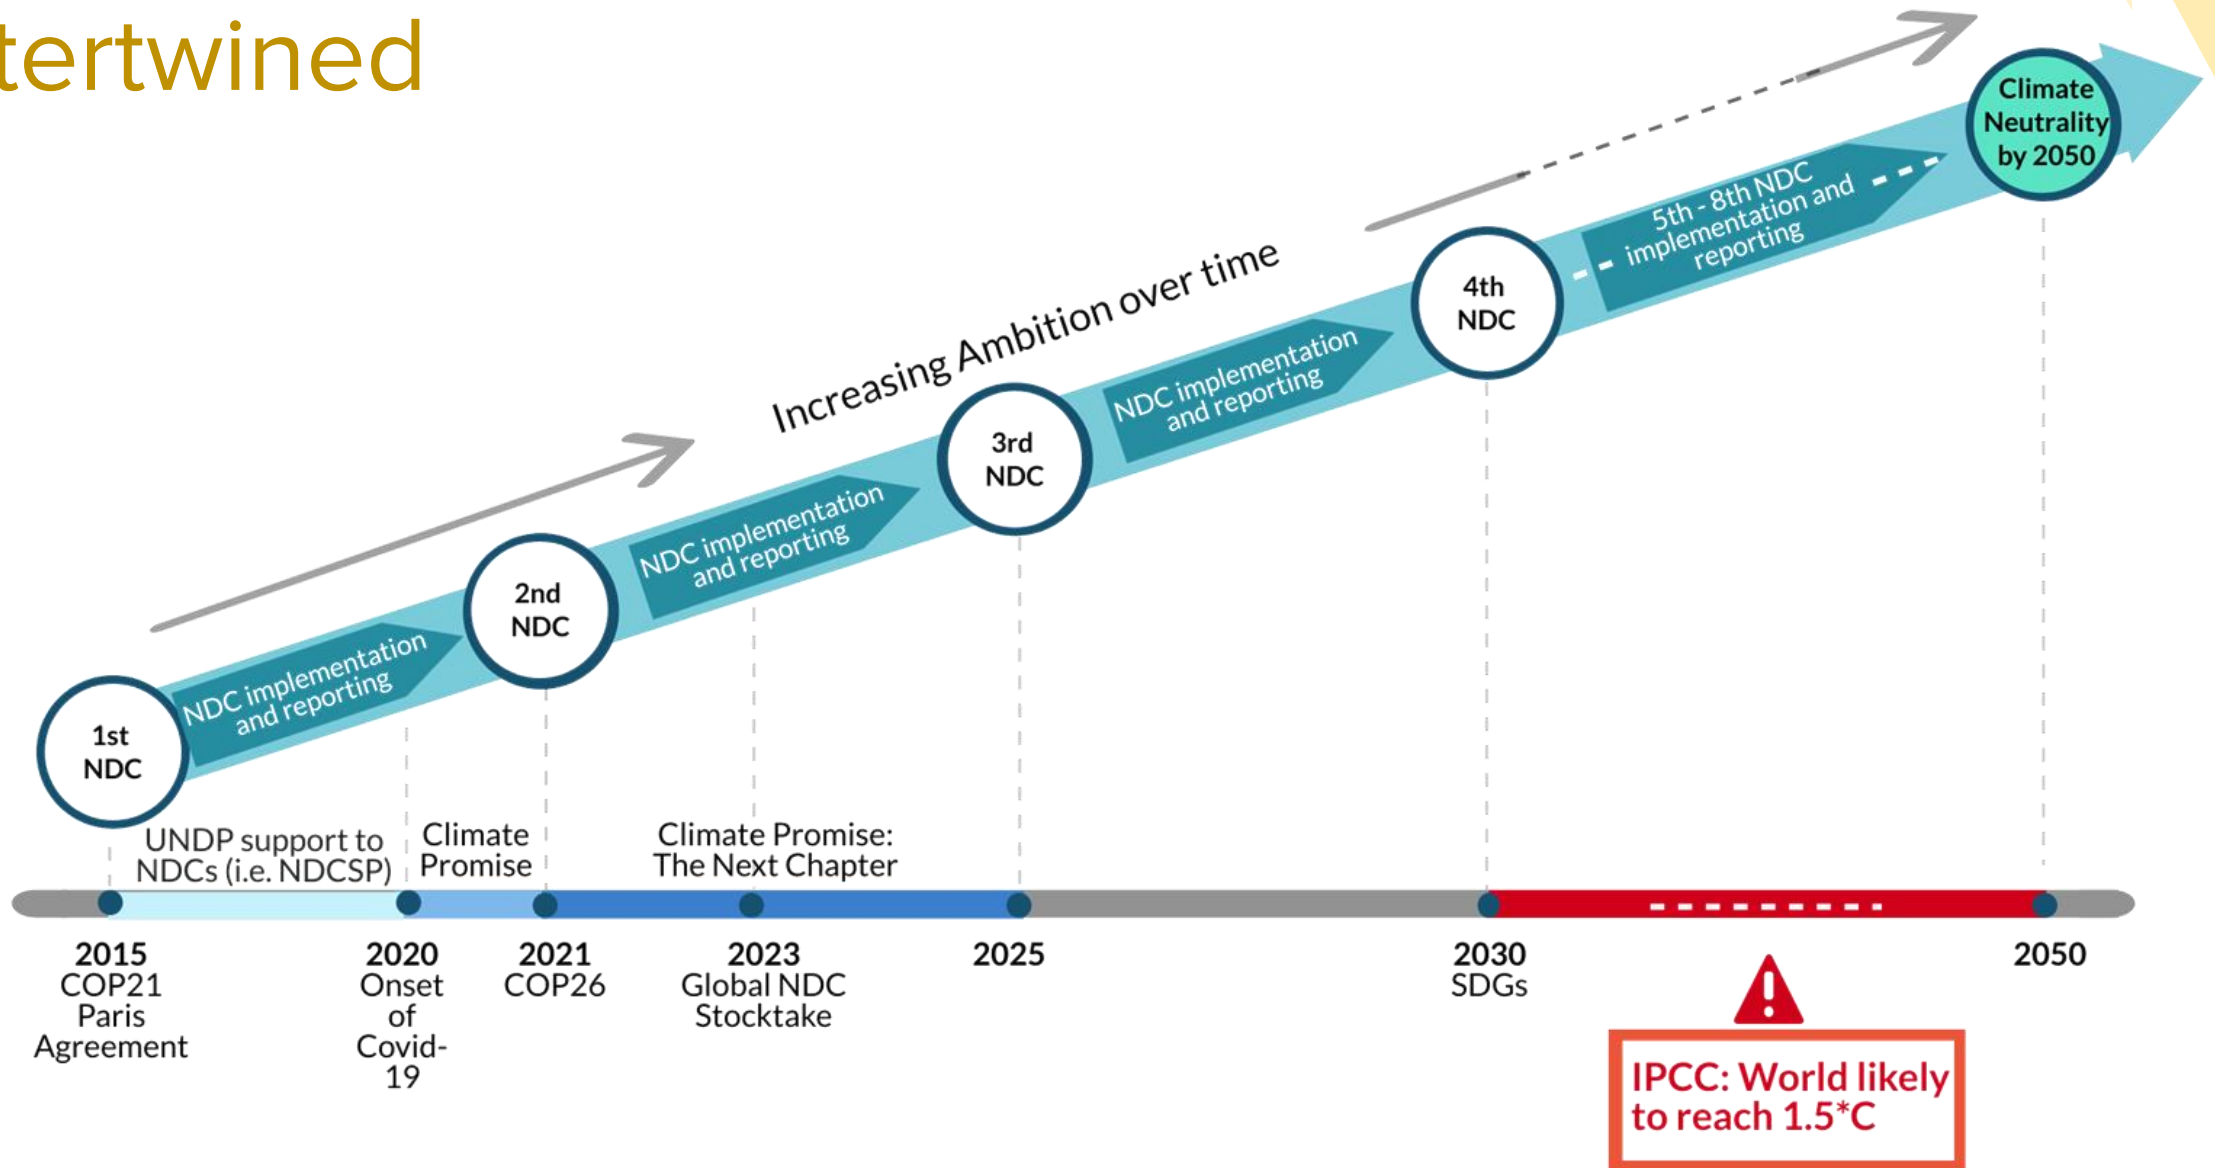 tertwined
Climate
Neutrality
by 2050
5th - 8th NDC
implementation and
reporting
4th
NDC
Increasing Ambition over time
NDC implementation
and reporting
3rd
NDC
NDC implementation
and reporting
2nd
NDC
NDC implementation
and reporting
1st
NDC
UNDP support to
NDCs (i.e. NDCSP)
Climate
Promise
Climate Promise:
The Next Chapter
2015
COP21
Paris
Agreement
2020
Onset
of
Covid-
19
2021
COP26
2023
Global NDC
Stocktake
2025
2030
SDGs
2050
IPCC: World likely
to reach 1.5*C